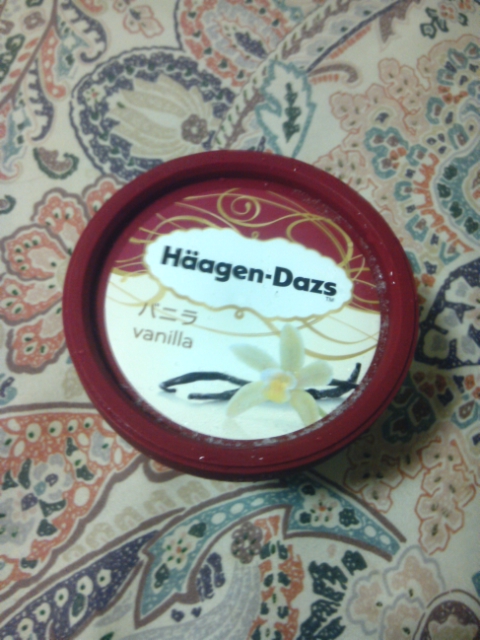 Häagen-Dazs
バニラ
vanilla